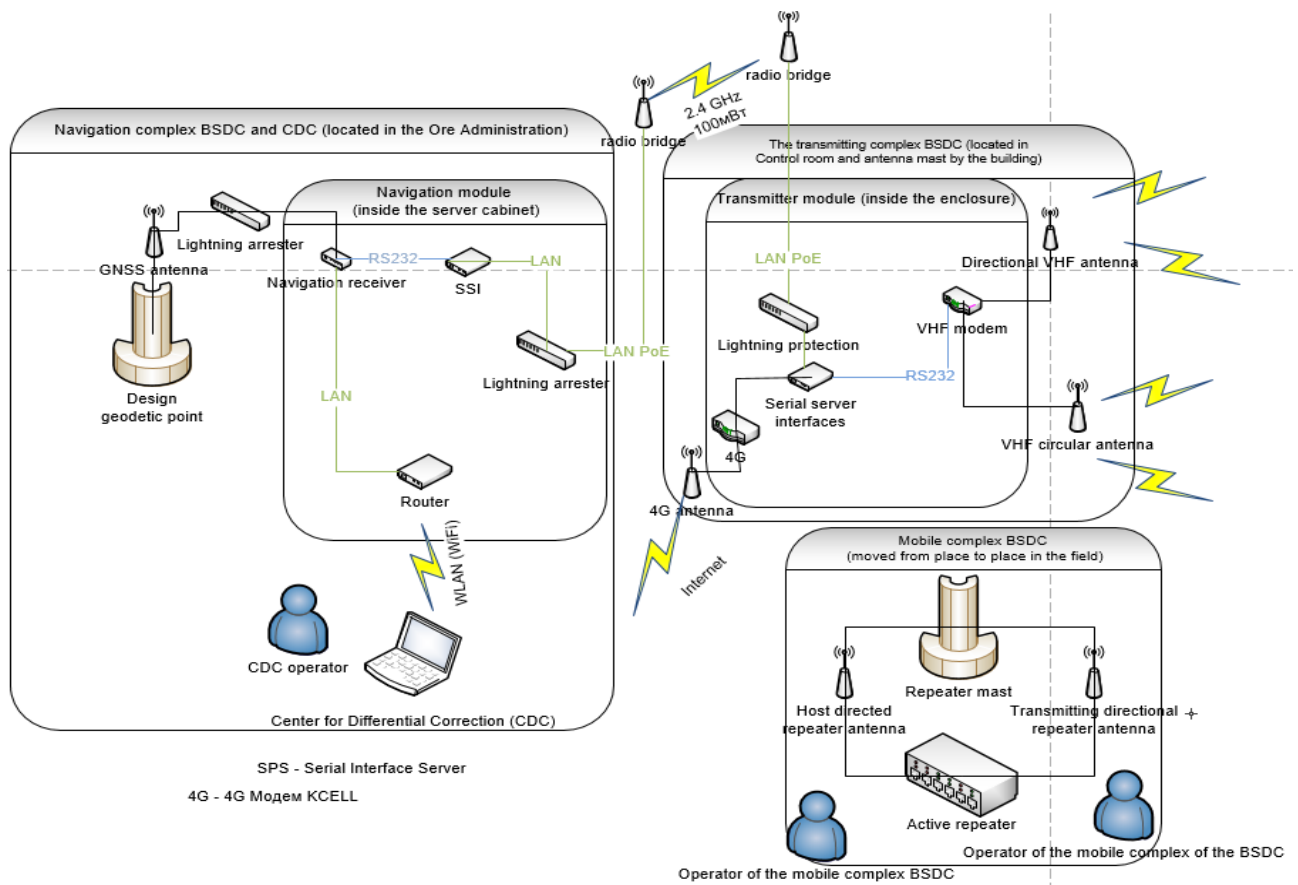 radio bridge
2.4 GHz
100мВт
radio bridge
Navigation complex BSDC and CDC (located in the Ore Administration)
The transmitting complex BSDC (located in
Control room and antenna mast by the building)
Navigation module
(inside the server cabinet)
Transmitter module (inside the enclosure)
Lightning arrester
GNSS antenna
Navigation receiver
RS232
SSI
LAN
LAN PoE
Directional VHF antenna
VHF modem
Lightning protection
Lightning arrester
LAN PoE
RS232
Design
geodetic point
LAN
Serial server
interfaces
4G
VHF circular antenna
Router
4G antenna
WLAN (WiFi)
Internet
Mobile complex BSDC
(moved from place to place in the field)
CDC operator
Repeater mast
Center for Differential Correction (CDC)
Host directed
repeater antenna
Transmitting directional
repeater antenna
SPS - Serial Interface Server
4G - 4G Модем KCELL
Active repeater
Operator of the mobile complex BSDC
Operator of the mobile complex of the BSDC